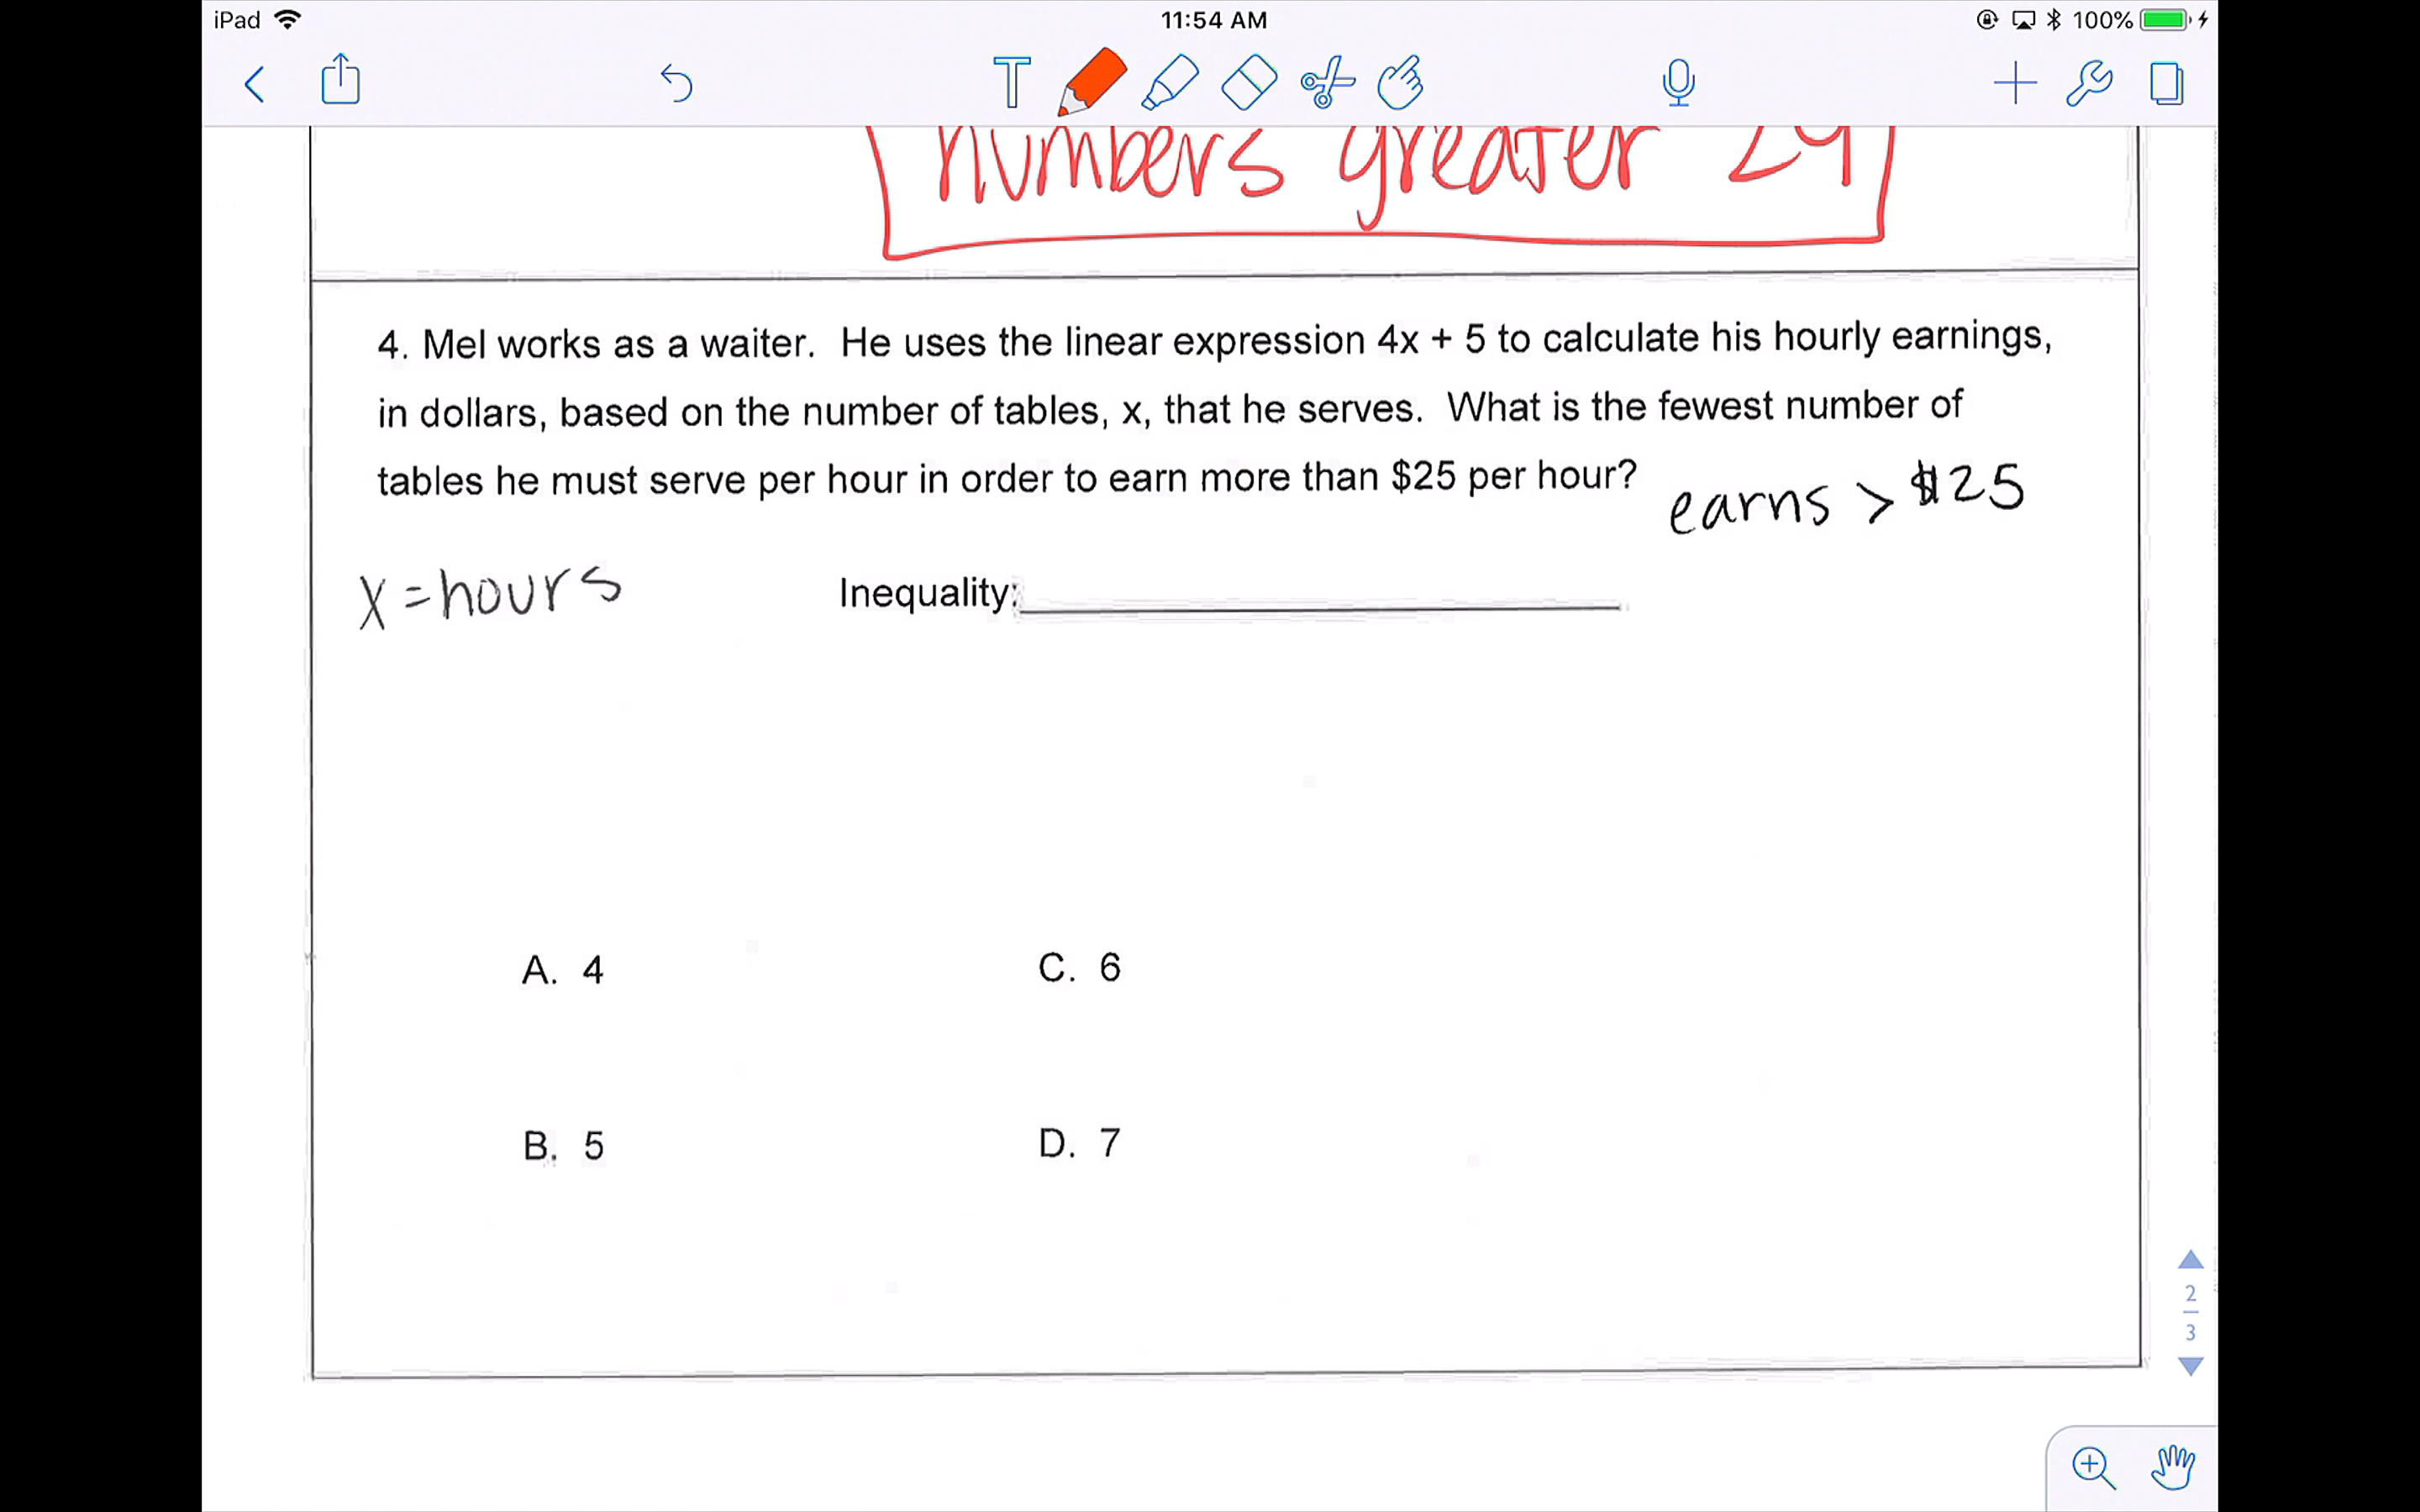 iPad 11:54 AM 100%
numbers greater 24
4. Mel works as a waiter. He uses the linear expression 4x + 5 to calculate his hourly earnings,
in dollars, based on the number of tables, x, that he serves. What is the fewest number of
tables he must serve per hour in order to earn more than $25 per hour?
earns > $25
x = hours
Inequality:
A. 4
C. 6
B. 5
D. 7
2
3